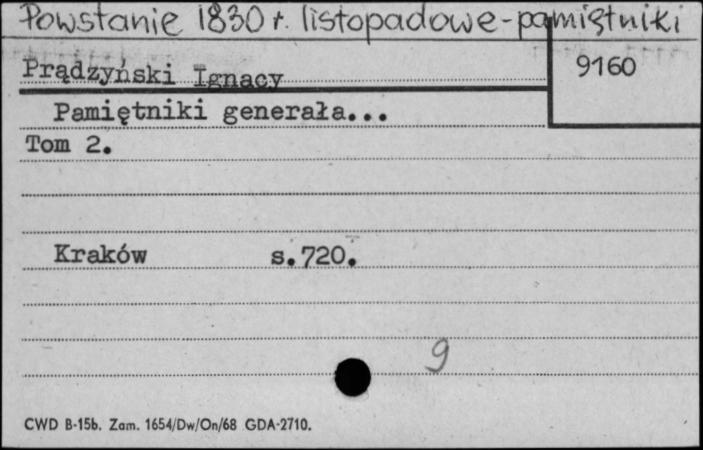 Powstanie 1830 r. listopadowe - pamiętniki
Prądzyński Ignacy
9160
Pamiętniki generała...
Tom 2.
Kraków s.720.
9
CWD B-15b. Zam. 1654/Dw/On/68 GDA-2710.